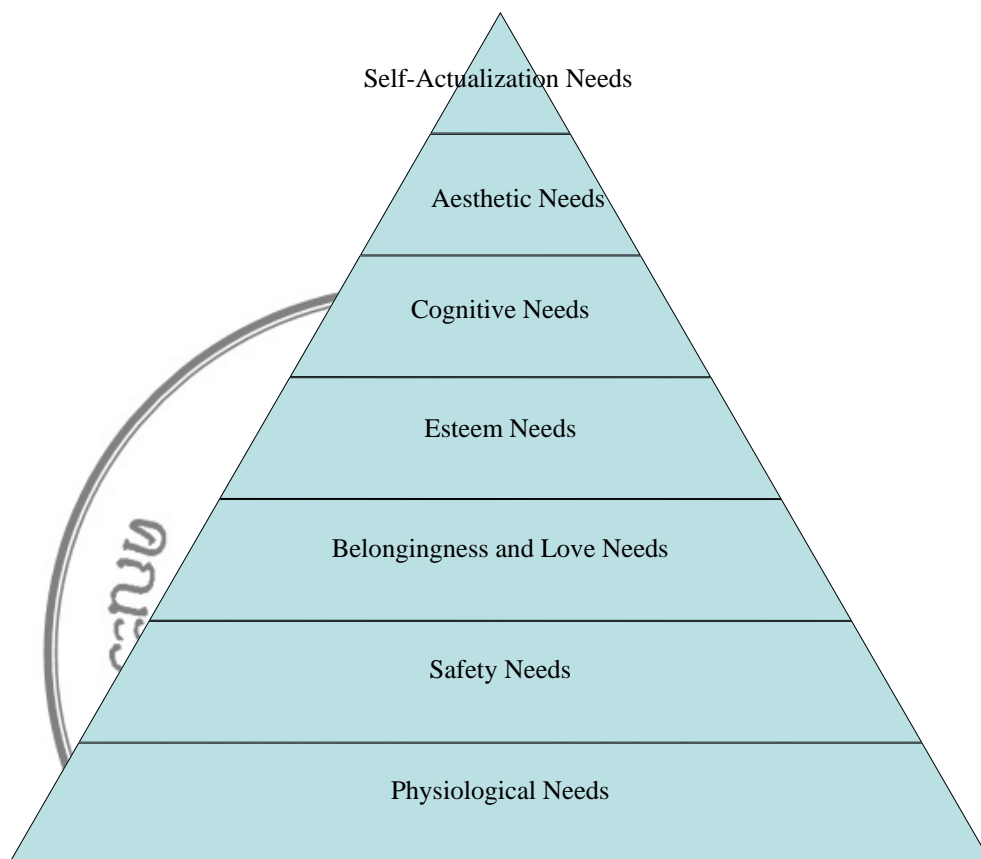 Self-Actualization Needs
Aesthetic Needs
Cognitive Needs
Esteem Needs
Belongingness and Love Needs
Safety Needs
Physiological Needs